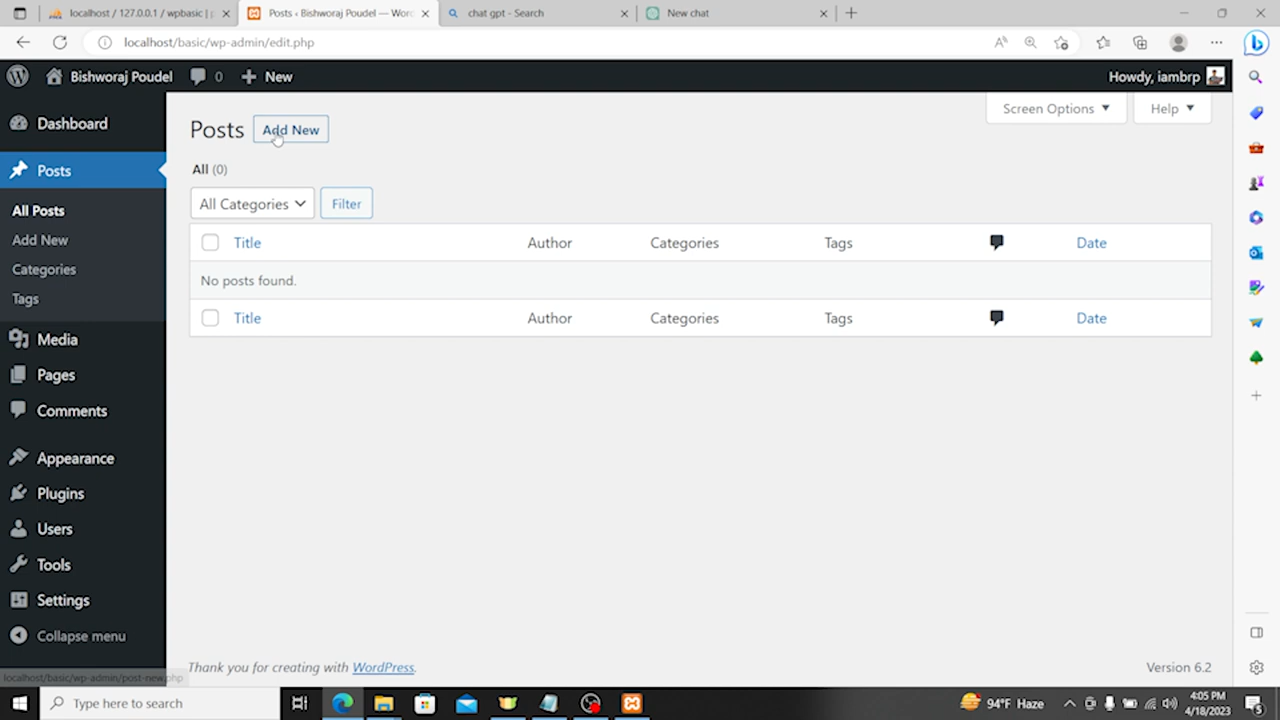 localhost / 127.0.0.1 / wpbasic | p
Posts ‹ Bishworaj Poudel — Wor
chat gpt - Search
New chat
localhost/basic/wp-admin/edit.php
Bishworaj Poudel
0
New
Howdy, iambrp
Dashboard
Posts
All Posts
Add New
Categories
Tags
Media
Pages
Comments
Appearance
Plugins
Users
Tools
Settings
Collapse menu
Posts
Add New
Screen Options
Help
All (0)
All Categories
Filter
Title Author Categories Tags Date
No posts found.
Title Author Categories Tags Date
Thank you for creating with WordPress.
Version 6.2
localhost/basic/wp-admin/post-new.php
Type here to search
94°F Haze
4:05 PM
4/18/2023
5